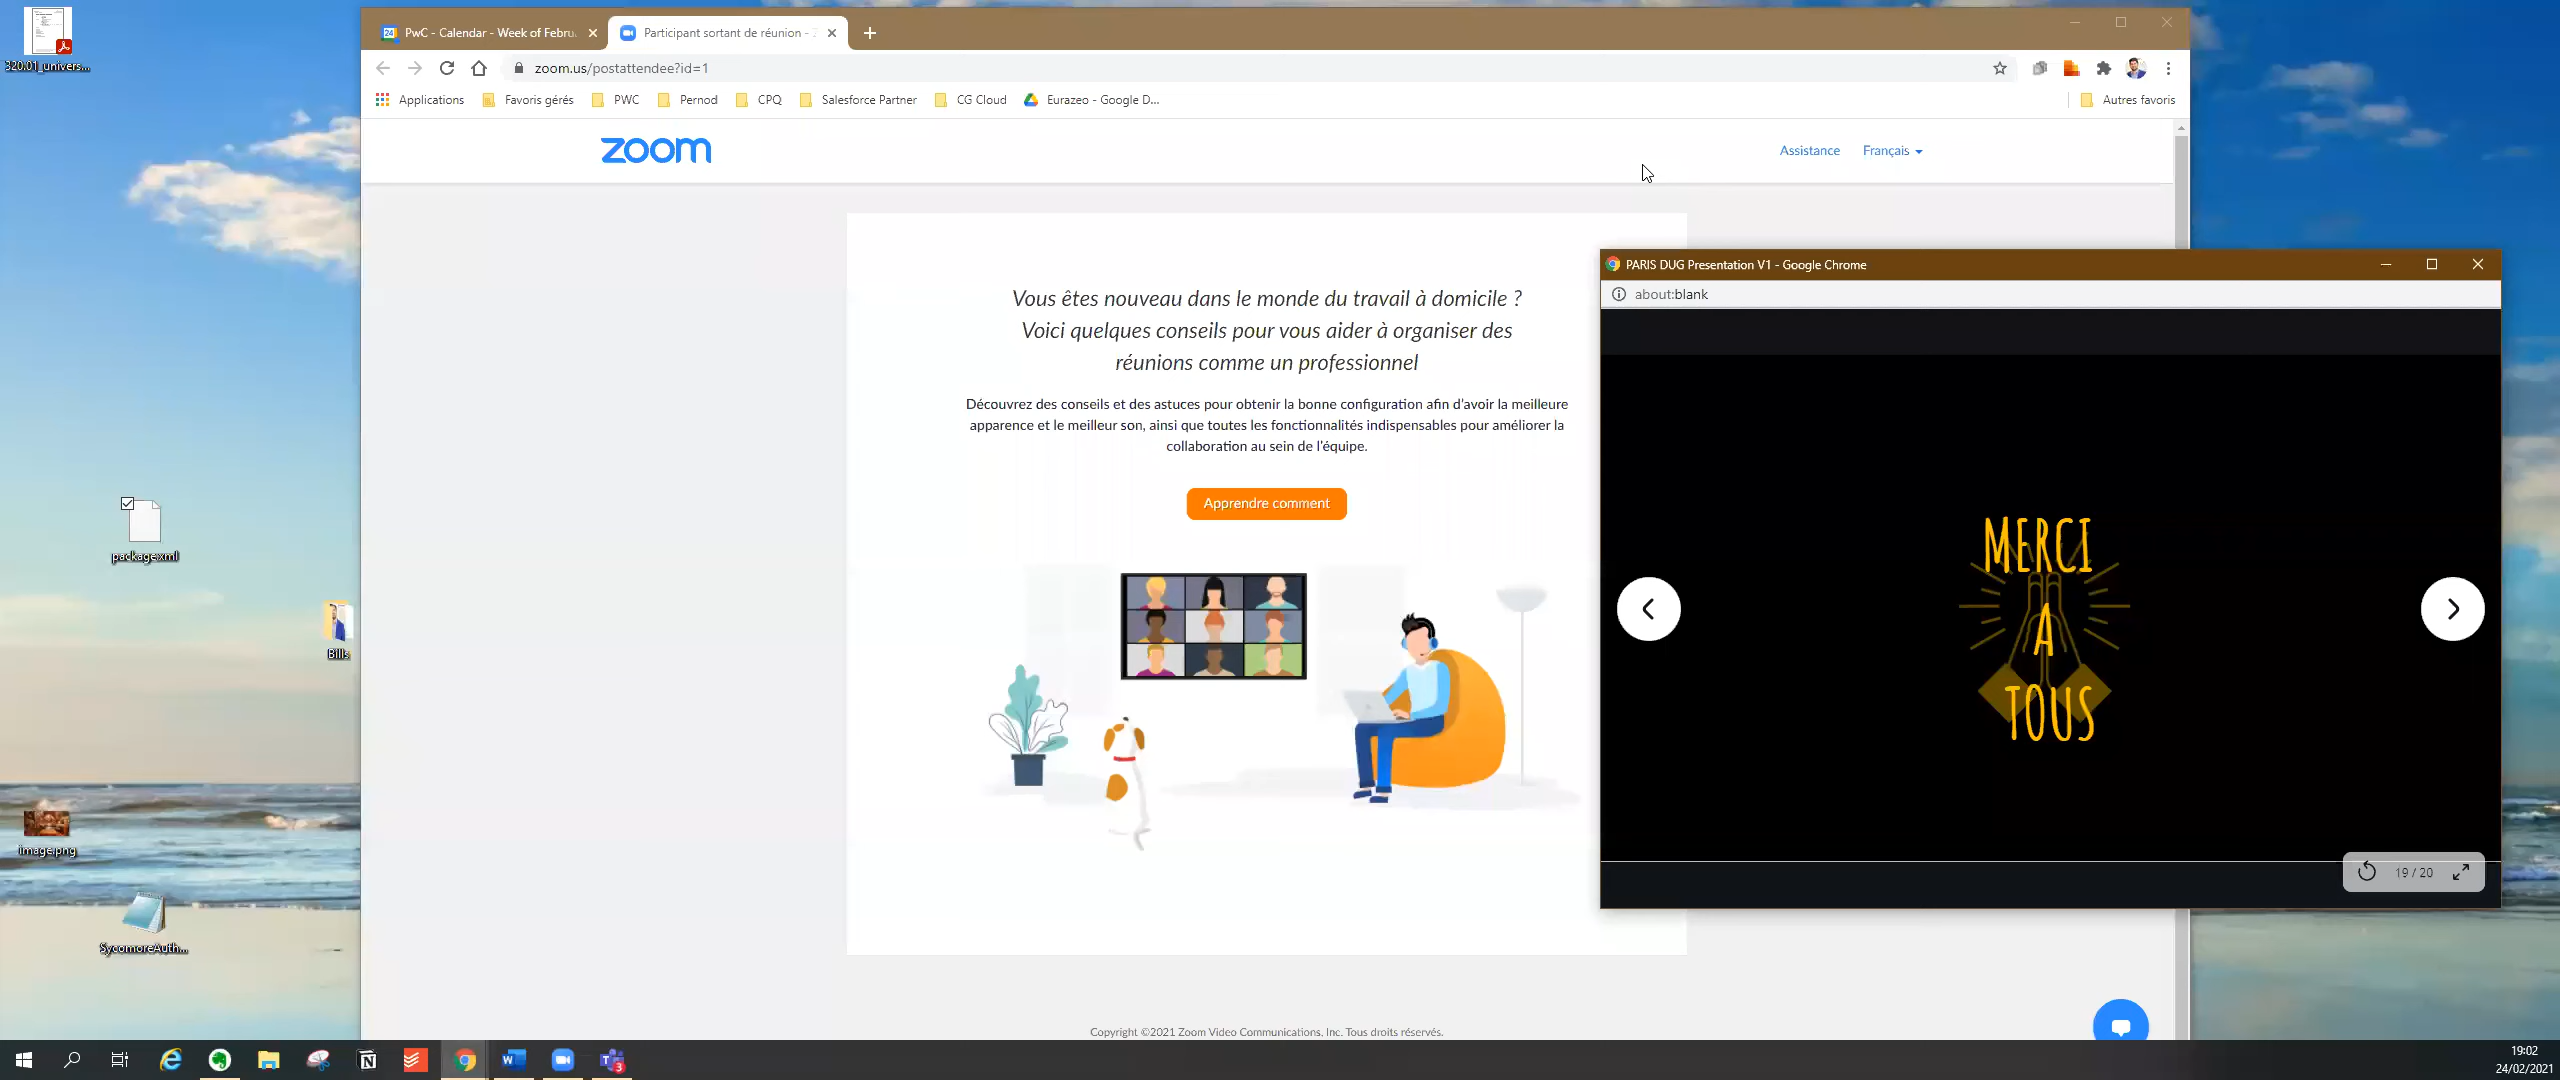 320.01_univers...
package.xml
Bills
image.png
SycomoreAuth...
PwC - Calendar - Week of Febru
Participant sortant de réunion - Z
zoom.us/postattendee?id=1
Applications
Favoris gérés
PWC
Pernod
CPQ
Salesforce Partner
CG Cloud
Eurazeo - Google D...
Autres favoris
zoom
Assistance
Français
Vous êtes nouveau dans le monde du travail à domicile ?
Voici quelques conseils pour vous aider à organiser des
réunions comme un professionnel
Découvrez des conseils et des astuces pour obtenir la bonne configuration afin d'avoir la meilleure
apparence et le meilleur son, ainsi que toutes les fonctionnalités indispensables pour améliorer la
collaboration au sein de l'équipe.
Apprendre comment
Copyright ©2021 Zoom Video Communications, Inc. Tous droits réservés.
PARIS DUG Presentation V1 - Google Chrome
about:blank
MERCI
A
TOUS
19 / 20
19:02
24/02/2021